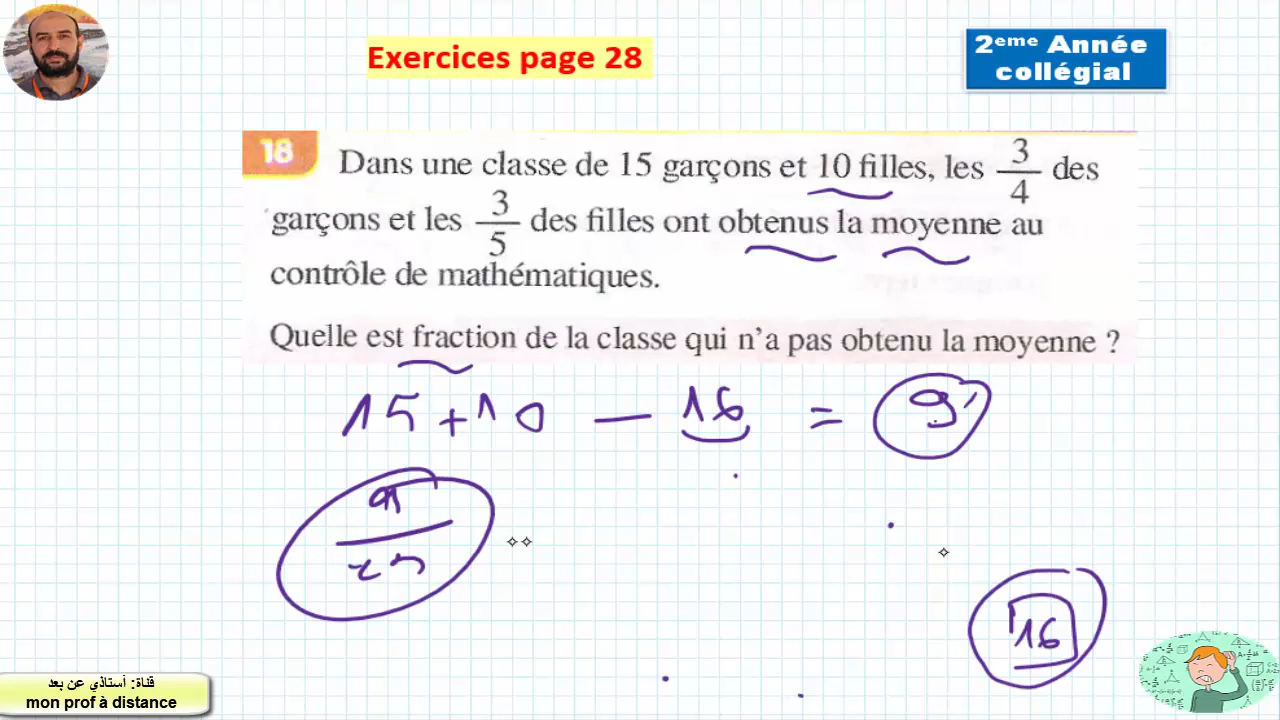 Exercices page 28
2eme Année
collégial
18 Dans une classe de 15 garçons et 10 filles, les 3/4 des
garçons et les 3/5 des filles ont obtenus la moyenne au
contrôle de mathématiques.
Quelle est fraction de la classe qui n'a pas obtenu la moyenne ?
15 + 10 — 16 = 9
9/25
16
قناة: أستاذي عن بعد
mon prof à distance